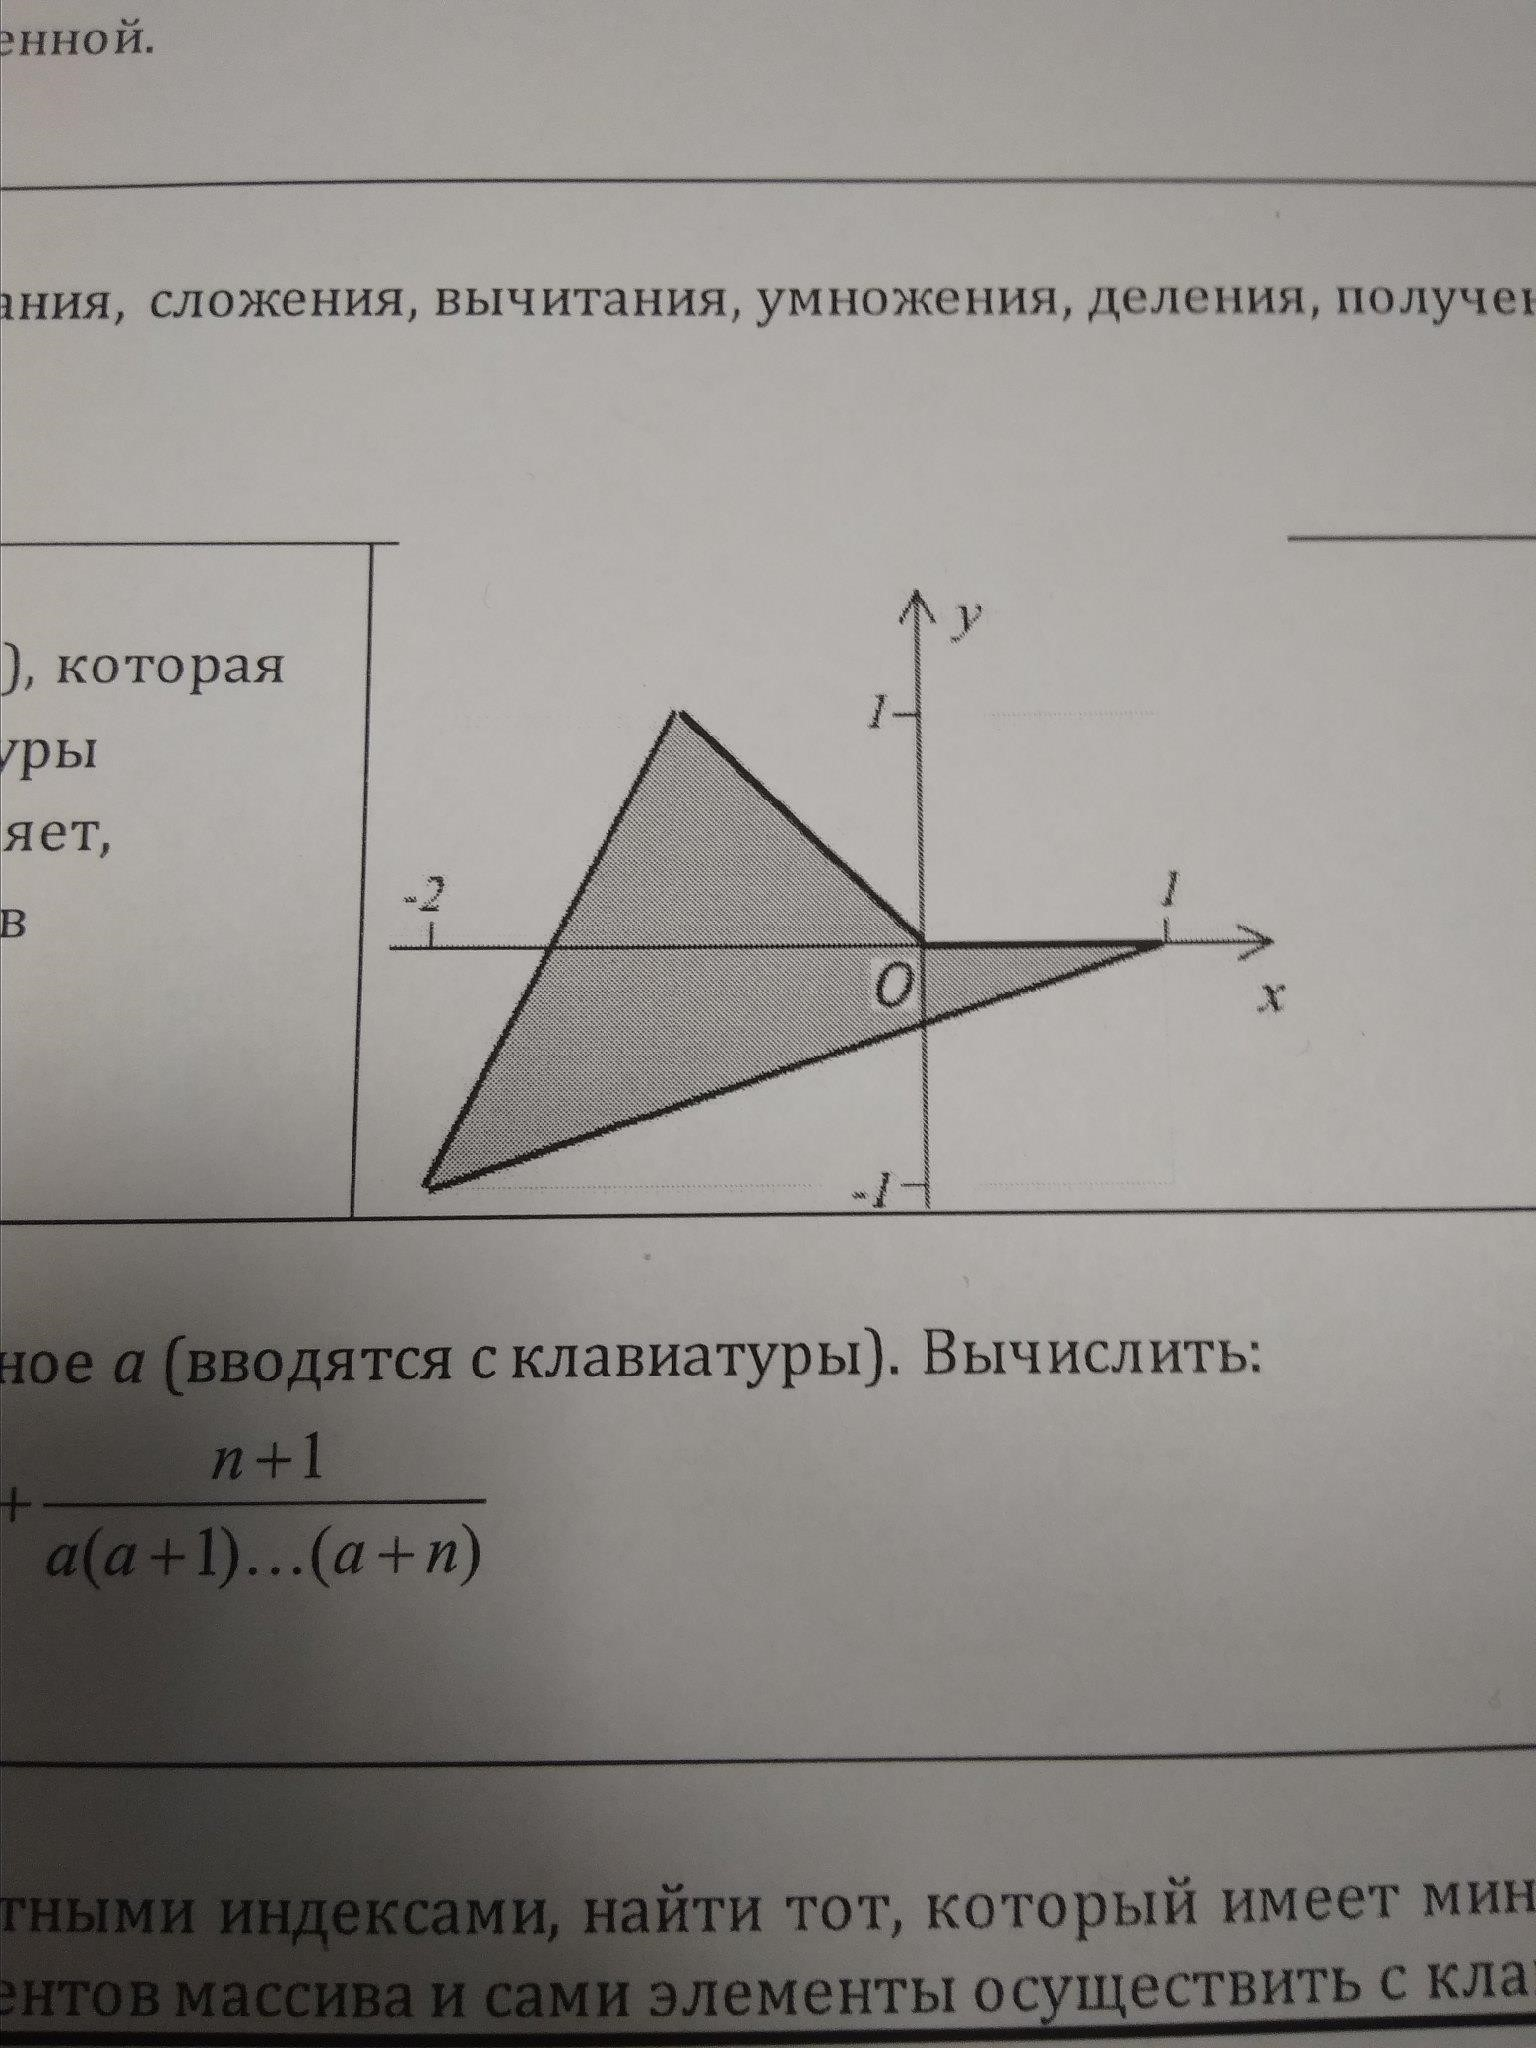 енной.
ания, сложения, вычитания, умножения, деления, получен
), которая
уры
яет,
в
y
1
-2
1
O
x
-1
ное a (вводятся с клавиатуры). Вычислить:
+ n+1
a(a+1)...(a+n)
тными индексами, найти тот, который имеет мин
ентов массива и сами элементы осуществить с кла